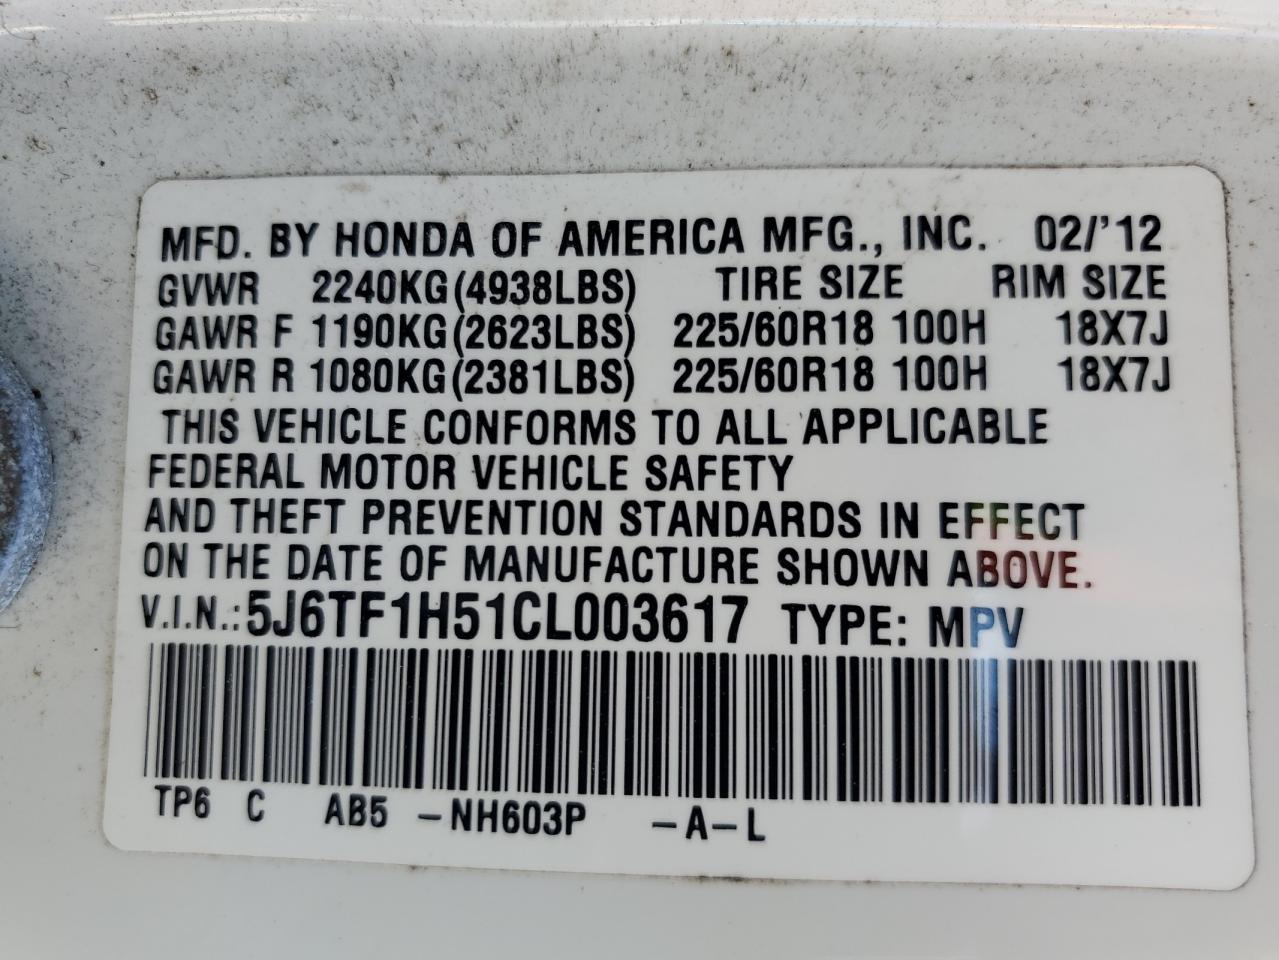 MFD. BY HONDA OF AMERICA MFG., INC. 02/'12
GVWR 2240KG(4938LBS) TIRE SIZE RIM SIZE
GAWR F 1190KG(2623LBS) 225/60R18 100H 18X7J
GAWR R 1080KG(2381LBS) 225/60R18 100H 18X7J
THIS VEHICLE CONFORMS TO ALL APPLICABLE
FEDERAL MOTOR VEHICLE SAFETY
AND THEFT PREVENTION STANDARDS IN EFFECT
ON THE DATE OF MANUFACTURE SHOWN ABOVE.
V.I.N.: 5J6TF1H51CL003617 TYPE: MPV
TP6 C AB5 -NH603P -A-L